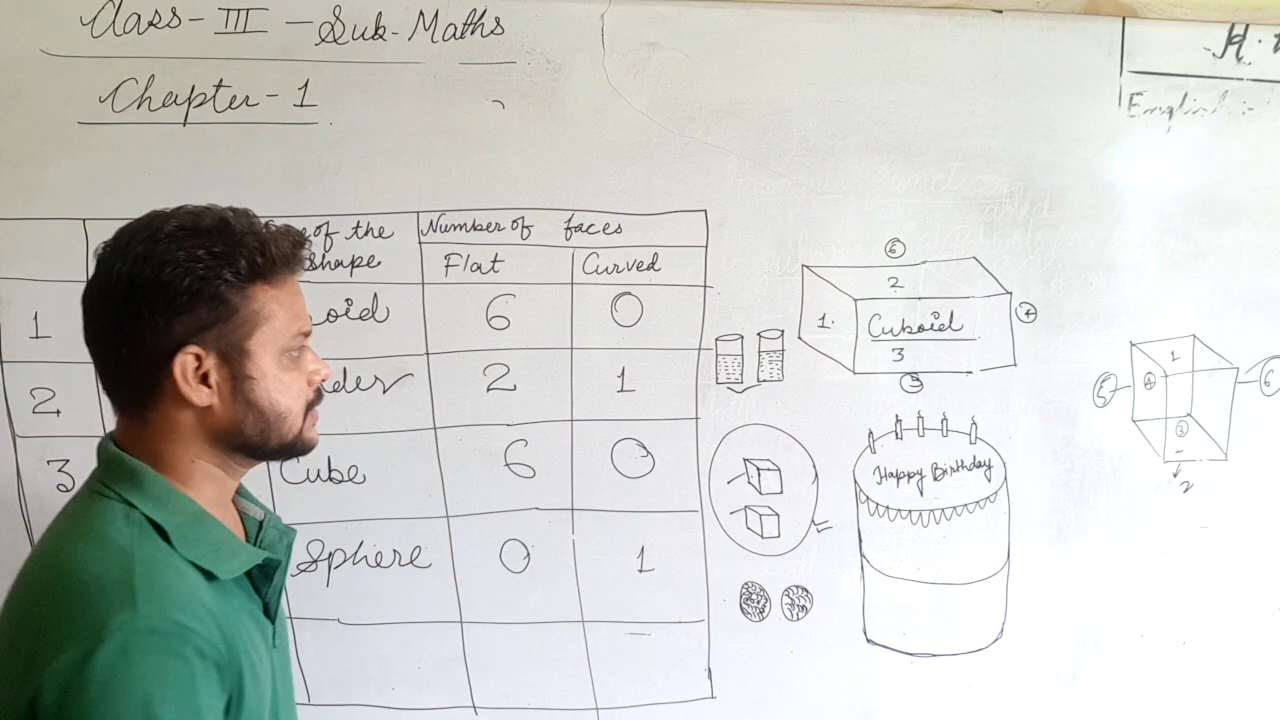 Class - III - Sub - Maths
Chapter - 1
of the
shape
Number of faces
Flat
Curved
1
oid
6
0
2
der
2
1
3
Cube
6
0
Sphere
0
1
6
2
1.
Cuboid
4
3
5
Happy Birthday
1
5
4
6
3
2
English :-